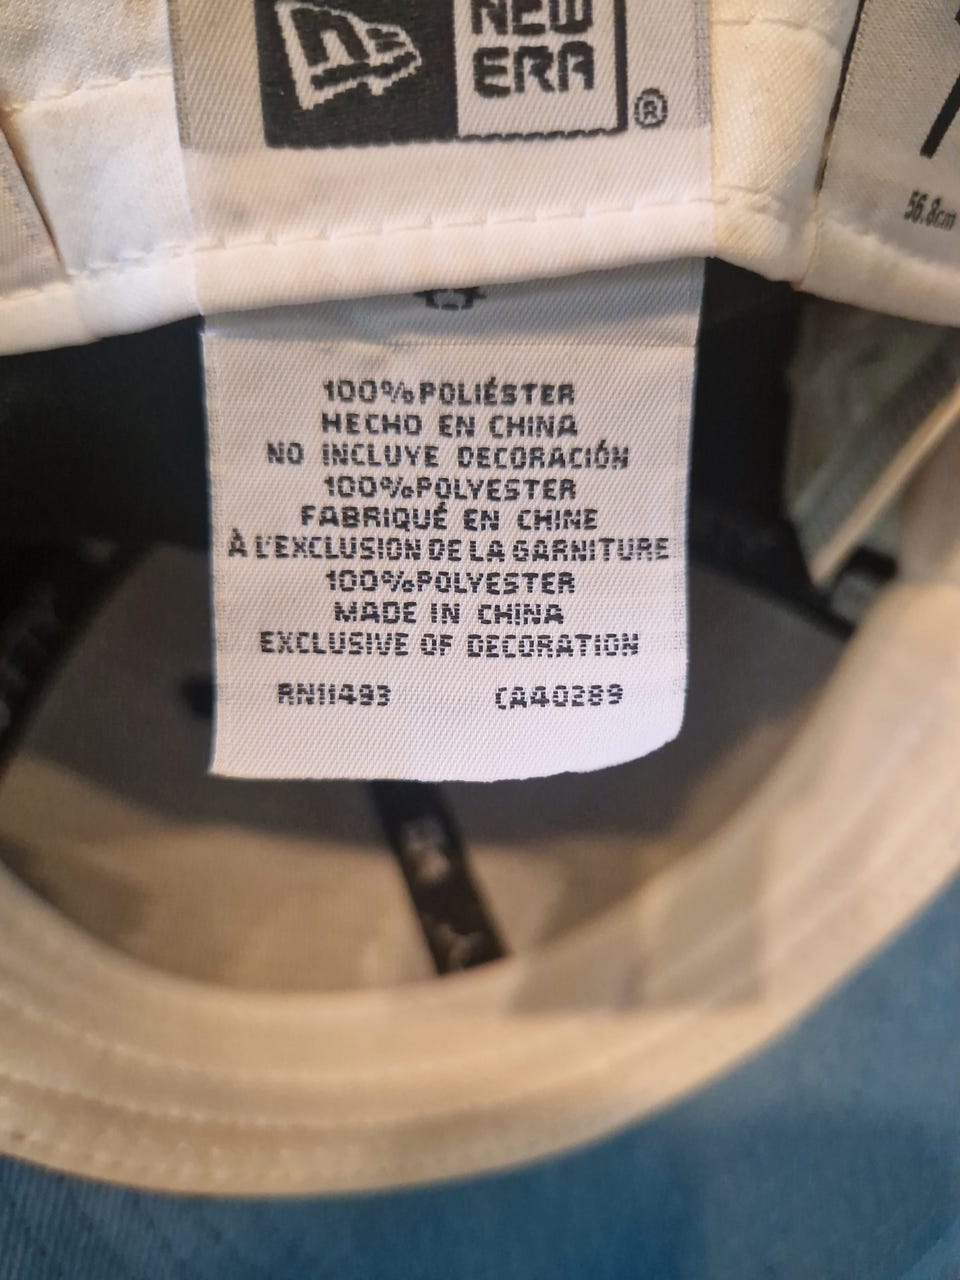 NEW
ERA
®
56.8cm
100%POLIÉSTER
HECHO EN CHINA
NO INCLUYE DECORACIÓN
100%POLYESTER
FABRIQUÉ EN CHINE
À L'EXCLUSION DE LA GARNITURE
100%POLYESTER
MADE IN CHINA
EXCLUSIVE OF DECORATION
RN11493 CA40289